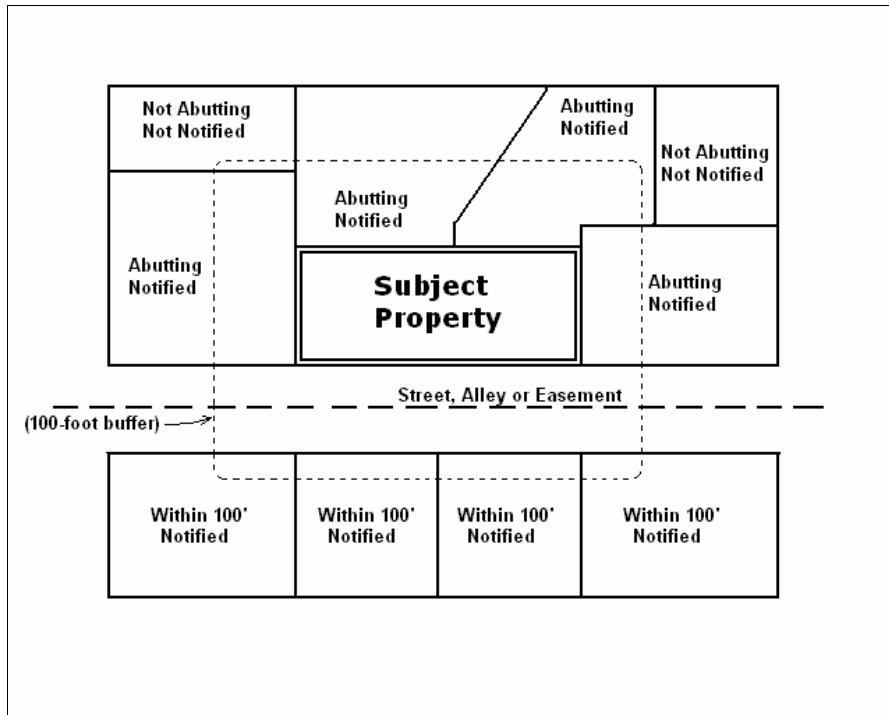 Not Abutting
Not Notified
Abutting
Notified
Not Abutting
Not Notified
Abutting
Notified
Abutting
Notified
Subject
Property
Abutting
Notified
Street, Alley or Easement
(100-foot buffer)
Within 100'
Notified
Within 100'
Notified
Within 100'
Notified
Within 100'
Notified